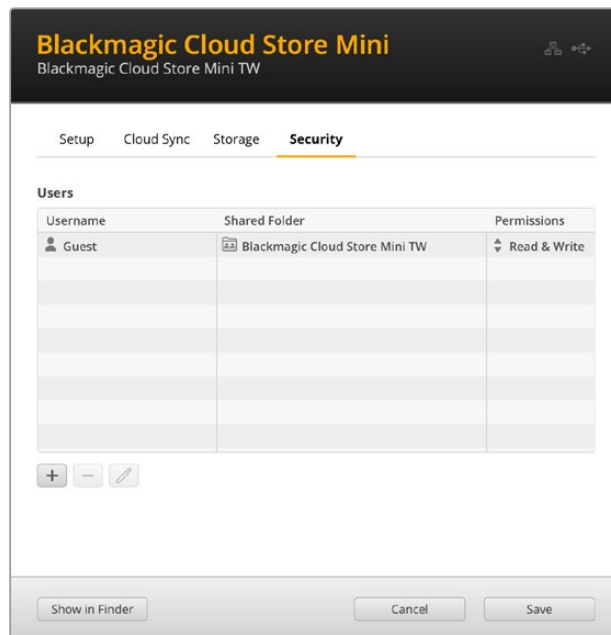 Blackmagic Cloud Store Mini
Blackmagic Cloud Store Mini TW
Setup Cloud Sync Storage Security
Users
Username Shared Folder Permissions
Guest Blackmagic Cloud Store Mini TW Read & Write
Show in Finder Cancel Save